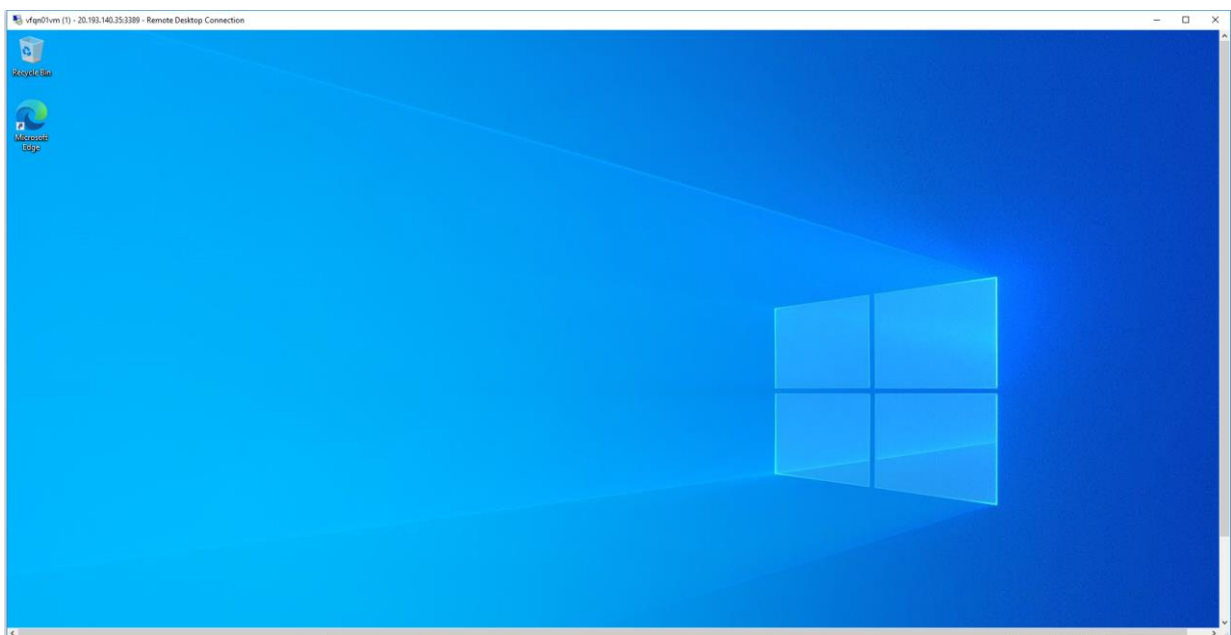 vfqn01vm (1) - 20.193.140.35:3389 - Remote Desktop Connection
Recycle Bin
Microsoft
Edge